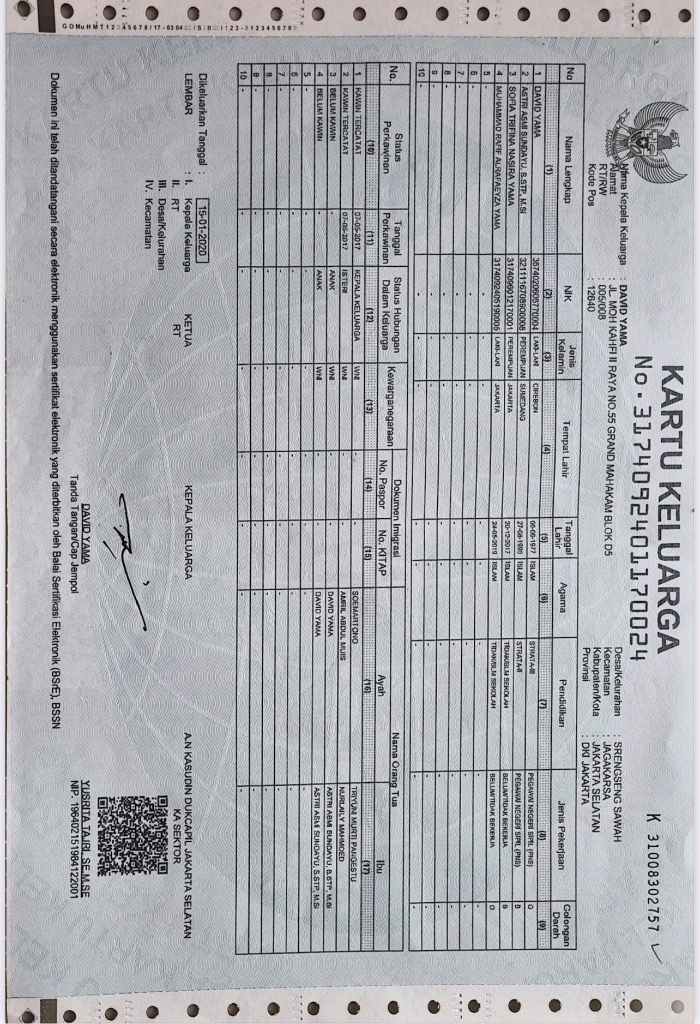 KARTU KELUARGA
No. 3174092401170024
K 31008302757
Nama Kepala Keluarga : DAVID YAMA
Alamat : JL. MOH KAHFI II RAYA NO.55 GRAND MAHAKAM BLOK D5
RT/RW : 005/008
Kode Pos : 12640
Desa/Kelurahan : SRENGSENG SAWAH
Kecamatan : JAGAKARSA
Kabupaten/Kota : JAKARTA SELATAN
Provinsi : DKI JAKARTA
No Nama Lengkap NIK Jenis Kelamin Tempat Lahir Tanggal Lahir Agama Pendidikan Jenis Pekerjaan Golongan Darah
(1) (2) (3) (4) (5) (6) (7) (8) (9)
1 DAVID YAMA 3674020605770004 LAKI-LAKI CIREBON 06-05-1977 ISLAM STRATA-III PEGAWAI NEGERI SIPIL (PNS) O
2 ASTRI ASMI SUNDAYU, S.STP, M.SI 3211116708900008 PEREMPUAN SUMEDANG 27-08-1990 ISLAM STRATA-II PEGAWAI NEGERI SIPIL (PNS) B
3 SOFIA TRIFINA NASIRA YAMA 3174096012170001 PEREMPUAN JAKARTA 20-12-2017 ISLAM TIDAK/BLM SEKOLAH BELUM/TIDAK BEKERJA B
4 MUHAMMAD RAFIF ALRAFAEYZA YAMA 3174092405190005 LAKI-LAKI JAKARTA 24-05-2019 ISLAM TIDAK/BLM SEKOLAH BELUM/TIDAK BEKERJA O
5 - - - - - - - - -
6 - - - - - - - - -
7 - - - - - - - - -
8 - - - - - - - - -
9 - - - - - - - - -
10 - - - - - - - - -
No. Status Perkawinan Tanggal Perkawinan Status Hubungan Dalam Keluarga Kewarganegaraan Dokumen Imigrasi Nama Orang Tua
No. Paspor No. KITAP Ayah Ibu
(10) (11) (12) (13) (14) (15) (16) (17)
1 KAWIN TERCATAT 07-05-2017 KEPALA KELUARGA WNI - - SOEMARTONO TRIYUNI MURTI PANGESTU
2 KAWIN TERCATAT 07-05-2017 ISTERI WNI - - AMRIL ABDUL MUIS NURLAILY MAHMOED
3 BELUM KAWIN - ANAK WNI - - DAVID YAMA ASTRI ASMI SUNDAYU, S.STP, M.SI
4 BELUM KAWIN - ANAK WNI - - DAVID YAMA ASTRI ASMI SUNDAYU, S.STP, M.SI
5 - - - - - - - -
6 - - - - - - - -
7 - - - - - - - -
8 - - - - - - - -
9 - - - - - - - -
10 - - - - - - - -
Dikeluarkan Tanggal : 15-01-2020
LEMBAR : I. Kepala Keluarga
II. RT
III. Desa/Kelurahan
IV. Kecamatan
KETUA
RT
KEPALA KELUARGA
DAVID YAMA
Tanda Tangan/Cap Jempol
A.N KASUDIN DUKCAPIL JAKARTA SELATAN
KA SEKTOR
YUSRITA TAJRI, SE,M.SE
NIP. 196402151984122001
Dokumen ini telah ditandatangani secara elektronik menggunakan sertifikat elektronik yang diterbitkan oleh Balai Sertifikasi Elektronik (BSrE), BSSN